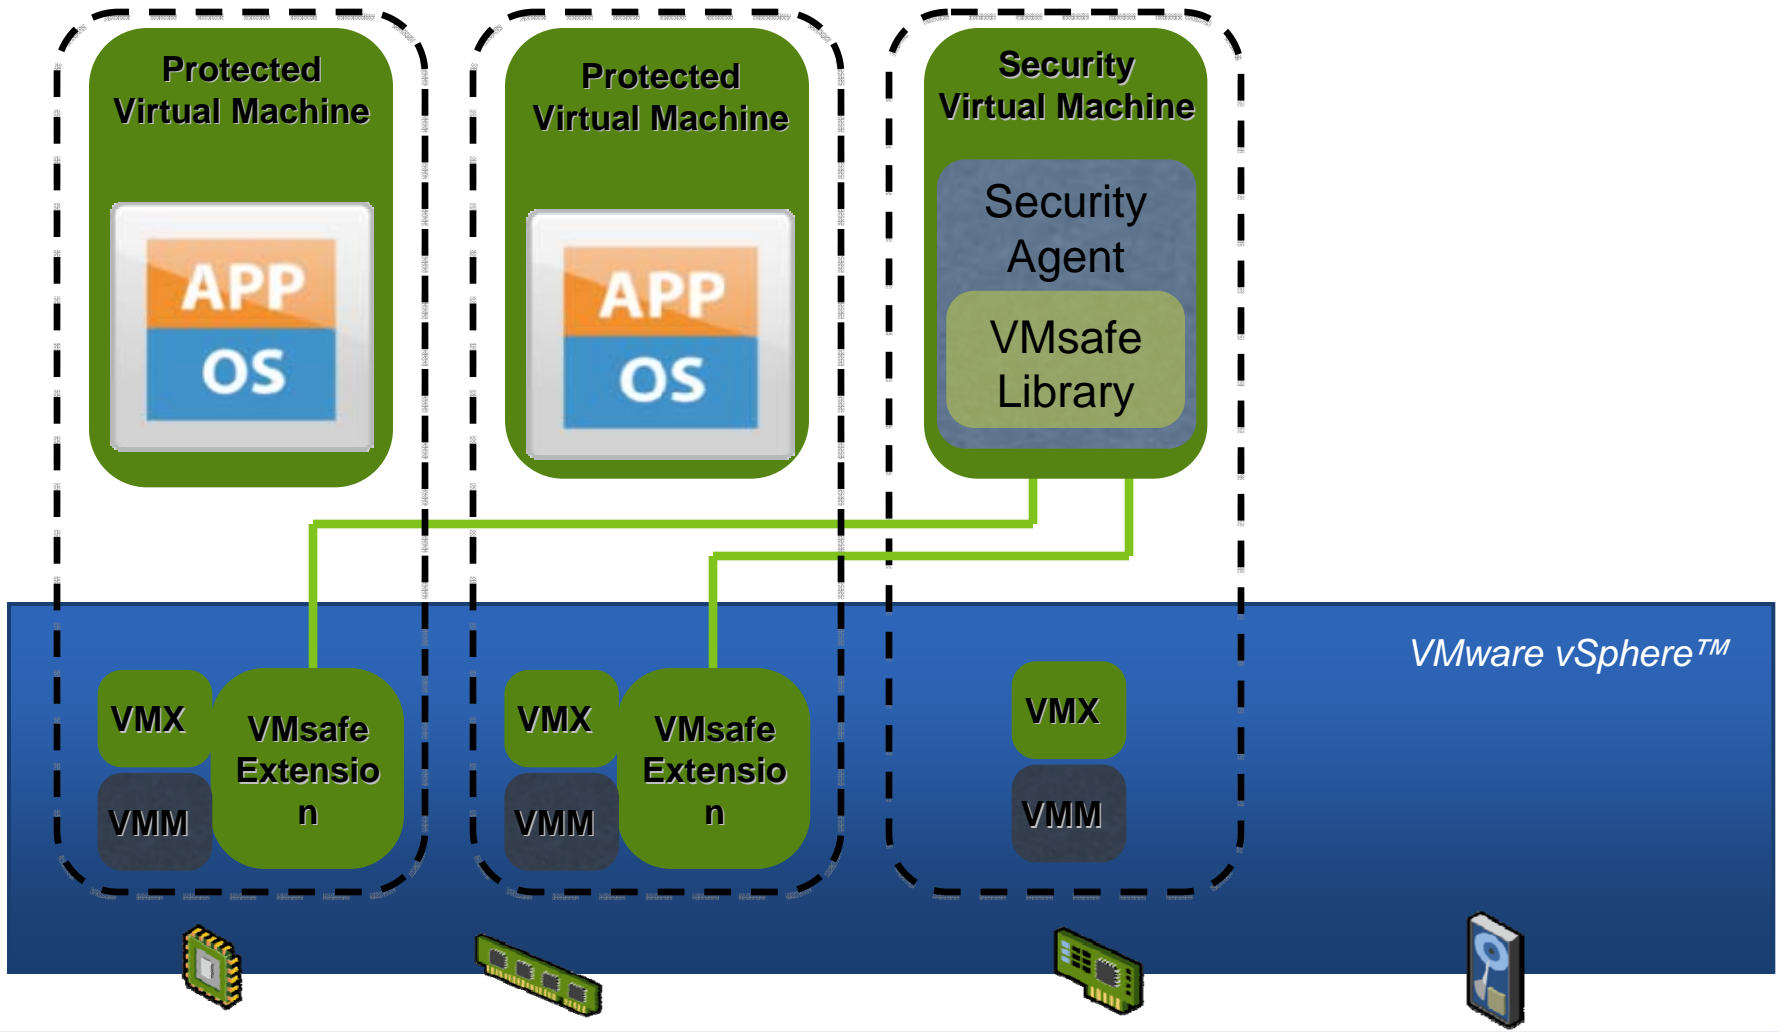 Protected
Virtual Machine
APP
OS
Protected
Virtual Machine
APP
OS
Security
Virtual Machine
Security
Agent
VMsafe
Library
VMware vSphere™
VMX
VMM
VMsafe
Extensio
n
VMX
VMM
VMsafe
Extensio
n
VMX
VMM